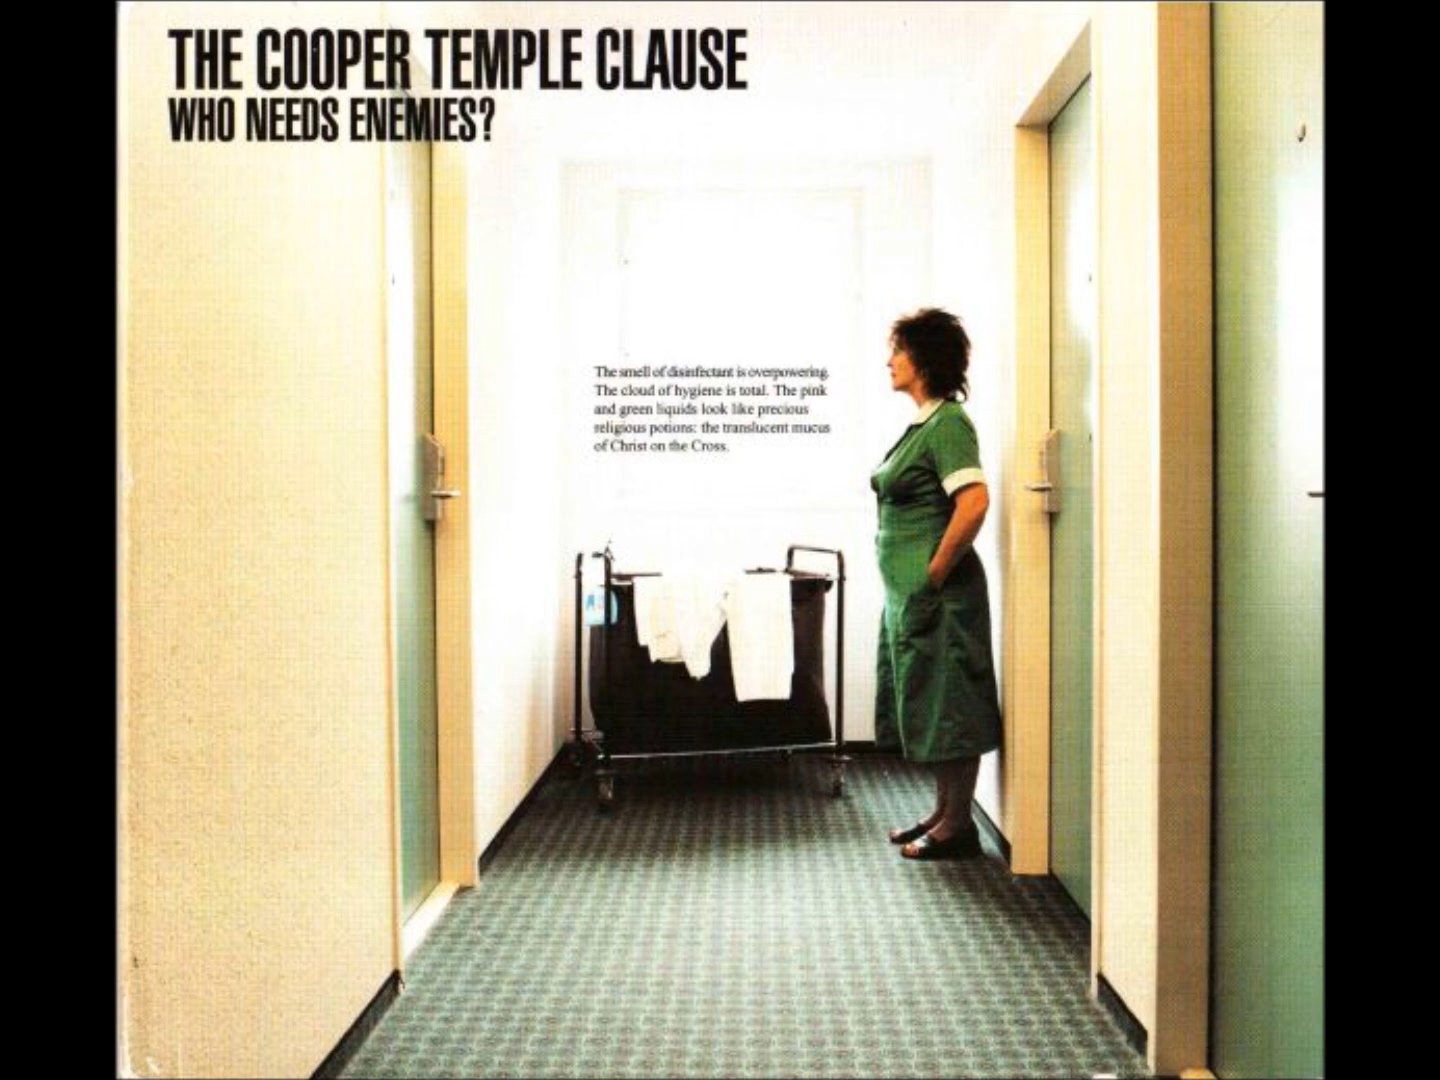 THE COOPER TEMPLE CLAUSE
WHO NEEDS ENEMIES?
The smell of disinfectant is overpowering.
The cloud of hygiene is total. The pink
and green liquids look like precious
religious potions: the translucent mucus
of Christ on the Cross.